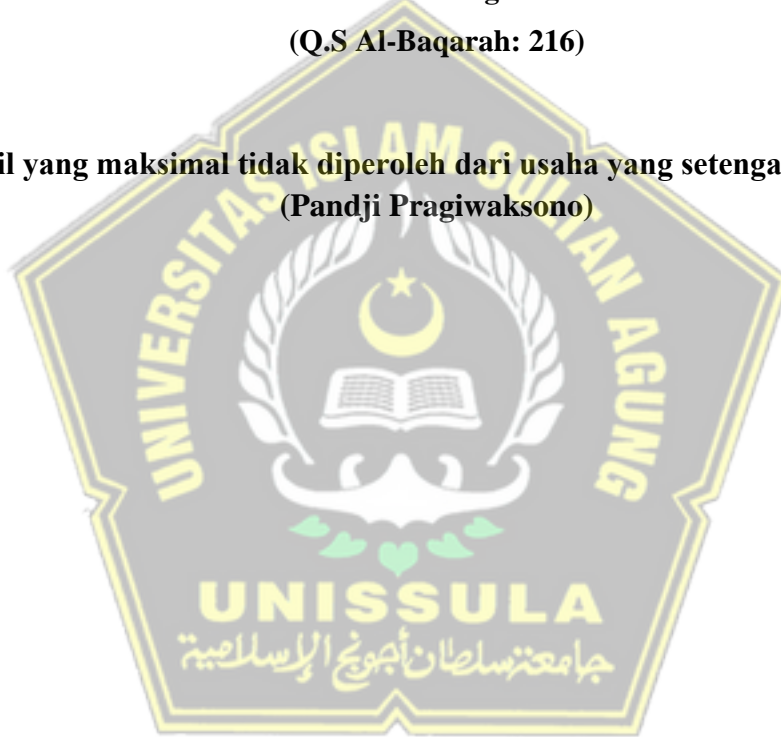 (Q.S Al-Baqarah: 216)
il yang maksimal tidak diperoleh dari usaha yang setenga
(Pandji Pragiwaksono)
UNIVERSITAS ISLAM SULTAN AGUNG
UNISSULA
جامعة سلطان أجونج الإسلامية